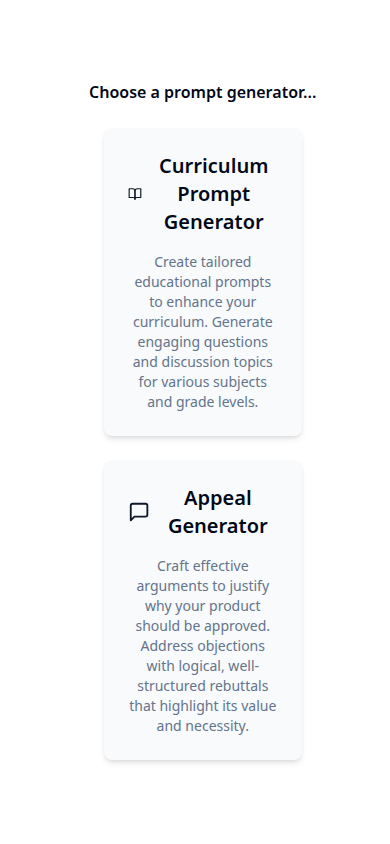 Choose a prompt generator...
Curriculum
Prompt
Generator
Create tailored
educational prompts
to enhance your
curriculum. Generate
engaging questions
and discussion topics
for various subjects
and grade levels.
Appeal
Generator
Craft effective
arguments to justify
why your product
should be approved.
Address objections
with logical, well-
structured rebuttals
that highlight its value
and necessity.